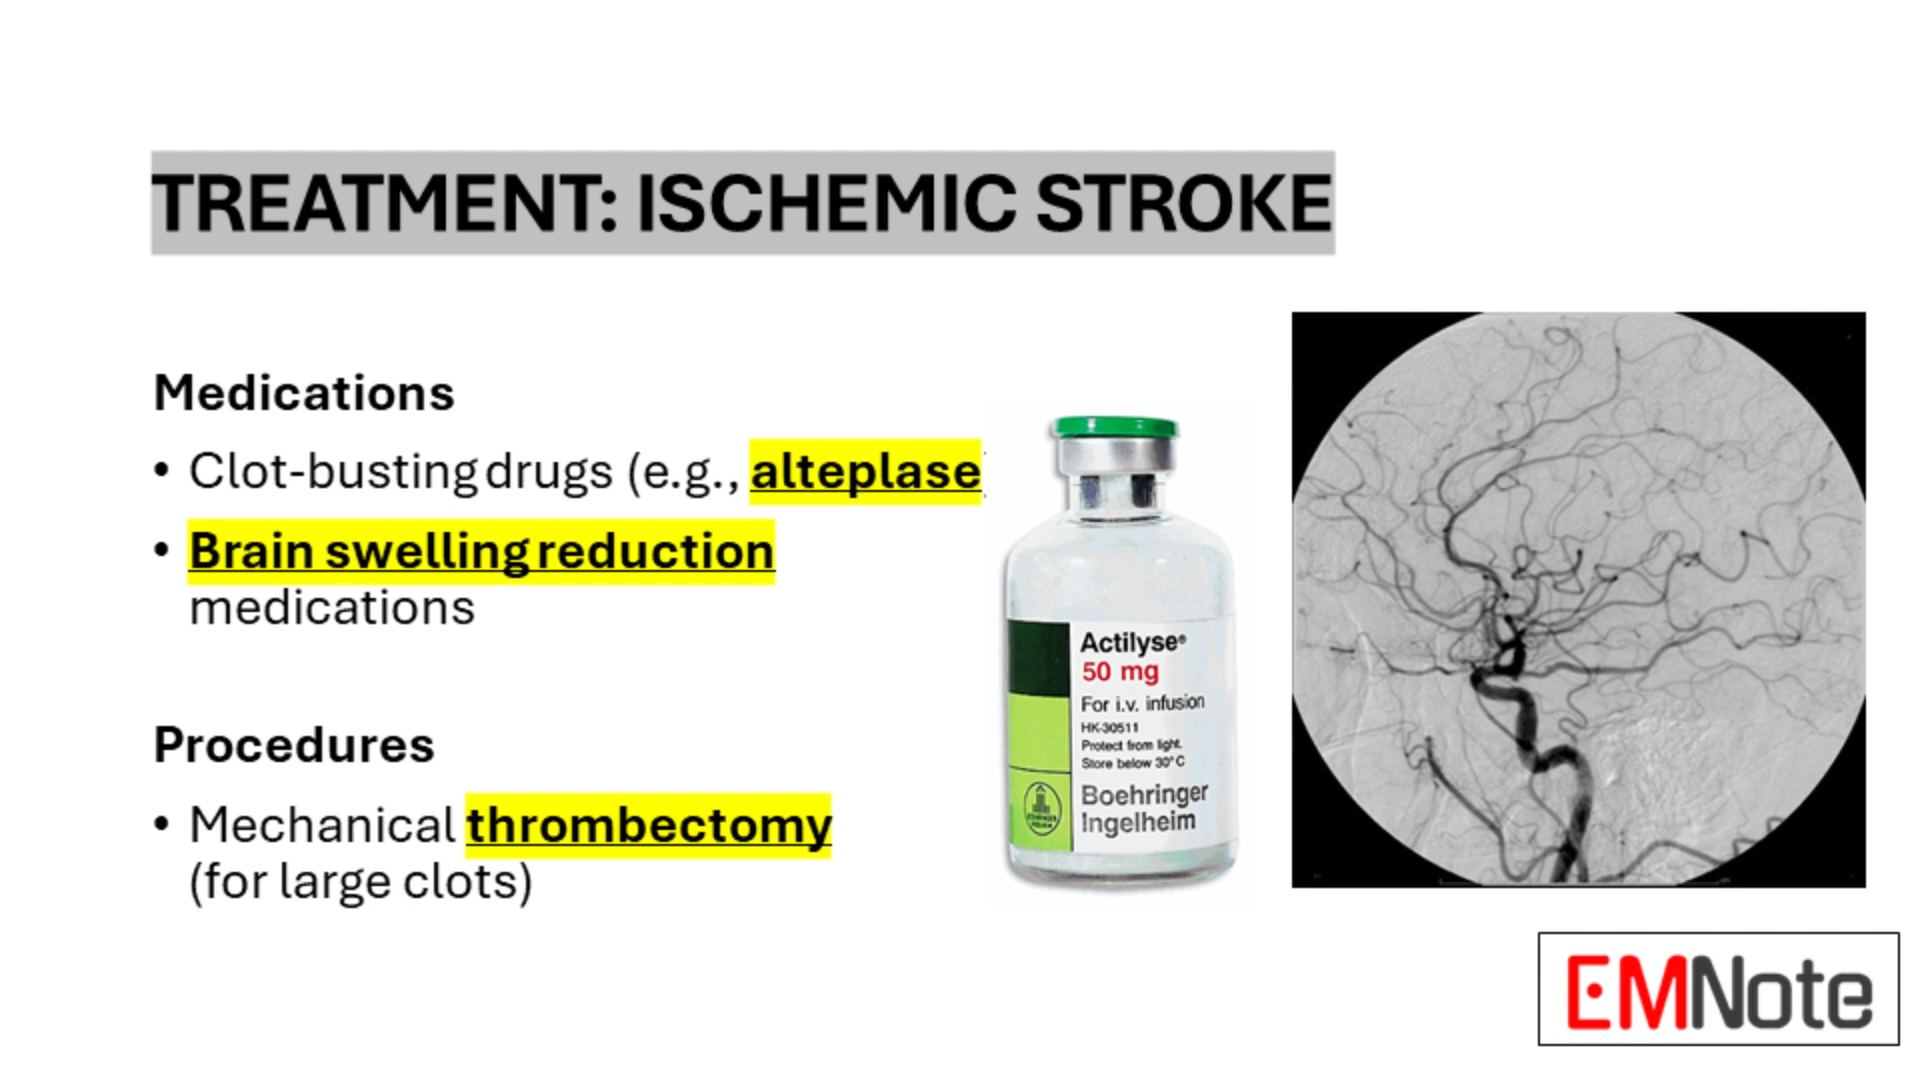 TREATMENT: ISCHEMIC STROKE
Medications
• Clot-busting drugs (e.g., alteplase)
• Brain swelling reduction
medications
Procedures
• Mechanical thrombectomy
(for large clots)
Actilyse®
50 mg
For i.v. infusion
HK-30511
Protect from light.
Store below 30°C
Boehringer
Ingelheim
EMNote